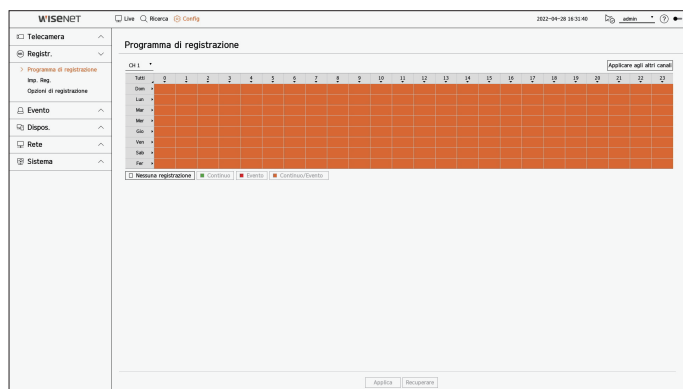 WISENET
Live Ricerca Config
2022-04-28 16:31:40 admin
Telecamera
Registr.
Programma di registrazione
Imp. Reg.
Opzioni di registrazione
Evento
Dispos.
Rete
Sistema
Programma di registrazione
CH 1
Applicare agli altri canali
Tutti 0 1 2 3 4 5 6 7 8 9 10 11 12 13 14 15 16 17 18 19 20 21 22 23
Dom
Lun
Mar
Mer
Gio
Ven
Sab
Fer
Nessuna registrazione Continuo Evento Continuo/Evento
Applica Recuperare